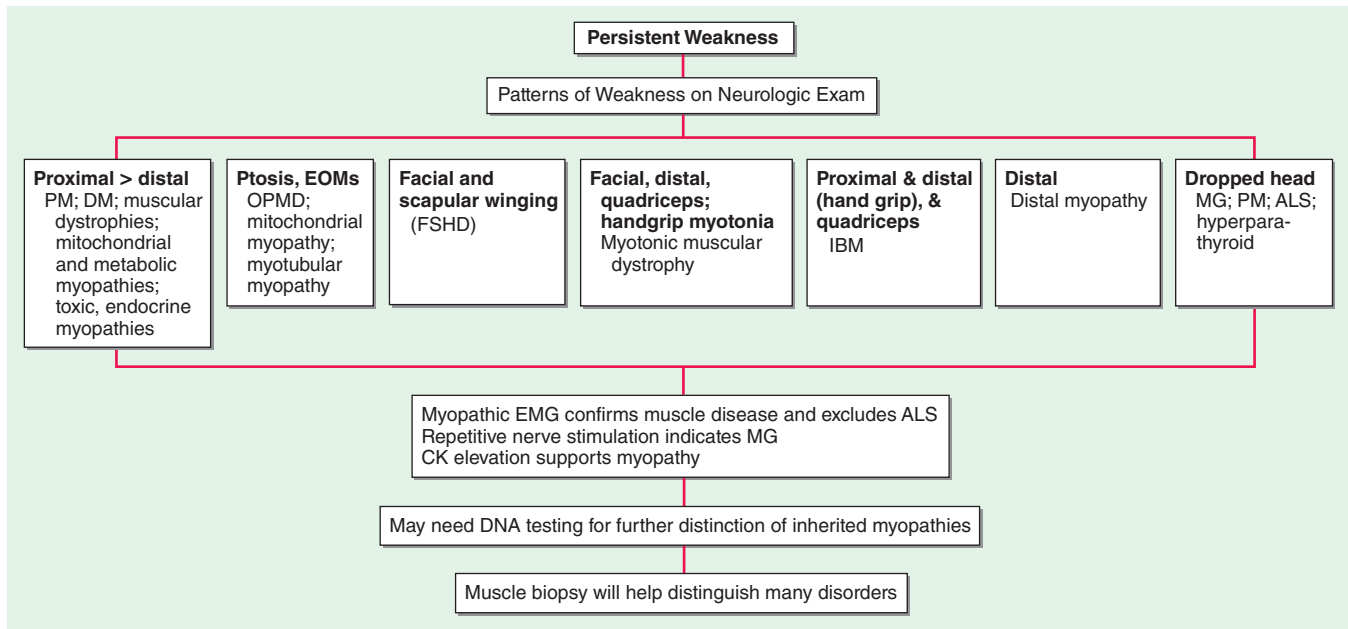 Persistent Weakness
Patterns of Weakness on Neurologic Exam
Proximal > distal
PM; DM; muscular
dystrophies;
mitochondrial
and metabolic
myopathies;
toxic, endocrine
myopathies
Ptosis, EOMs
OPMD;
mitochondrial
myopathy;
myotubular
myopathy
Facial and
scapular winging
(FSHD)
Facial, distal,
quadriceps;
handgrip myotonia
Myotonic muscular
dystrophy
Proximal & distal
(hand grip), &
quadriceps
IBM
Distal
Distal myopathy
Dropped head
MG; PM; ALS;
hyperpara-
thyroid
Myopathic EMG confirms muscle disease and excludes ALS
Repetitive nerve stimulation indicates MG
CK elevation supports myopathy
May need DNA testing for further distinction of inherited myopathies
Muscle biopsy will help distinguish many disorders